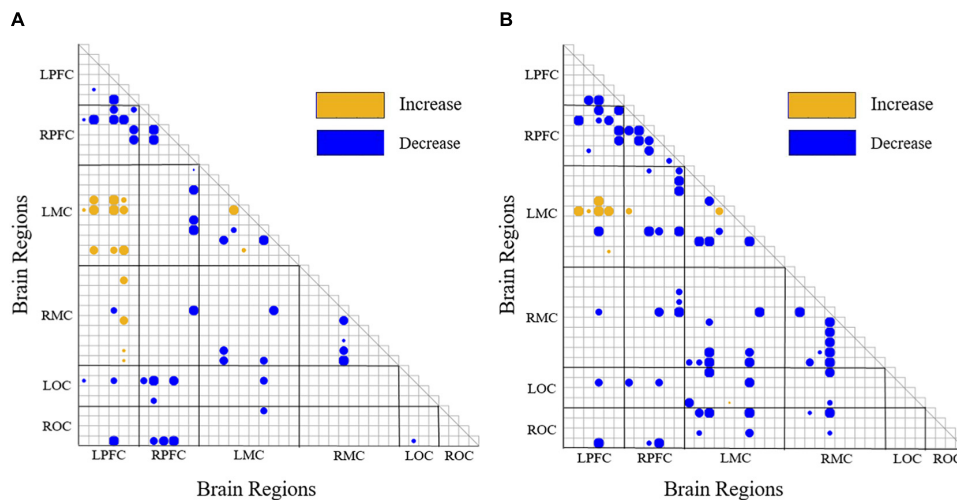 A
LPFC
RPFC
LMC
RMC
LOC
ROC
Brain Regions
Increase
Decrease
LPFC RPFC LMC RMC LOC ROC
Brain Regions
B
LPFC
RPFC
LMC
RMC
LOC
ROC
Brain Regions
Increase
Decrease
LPFC RPFC LMC RMC LOC ROC
Brain Regions